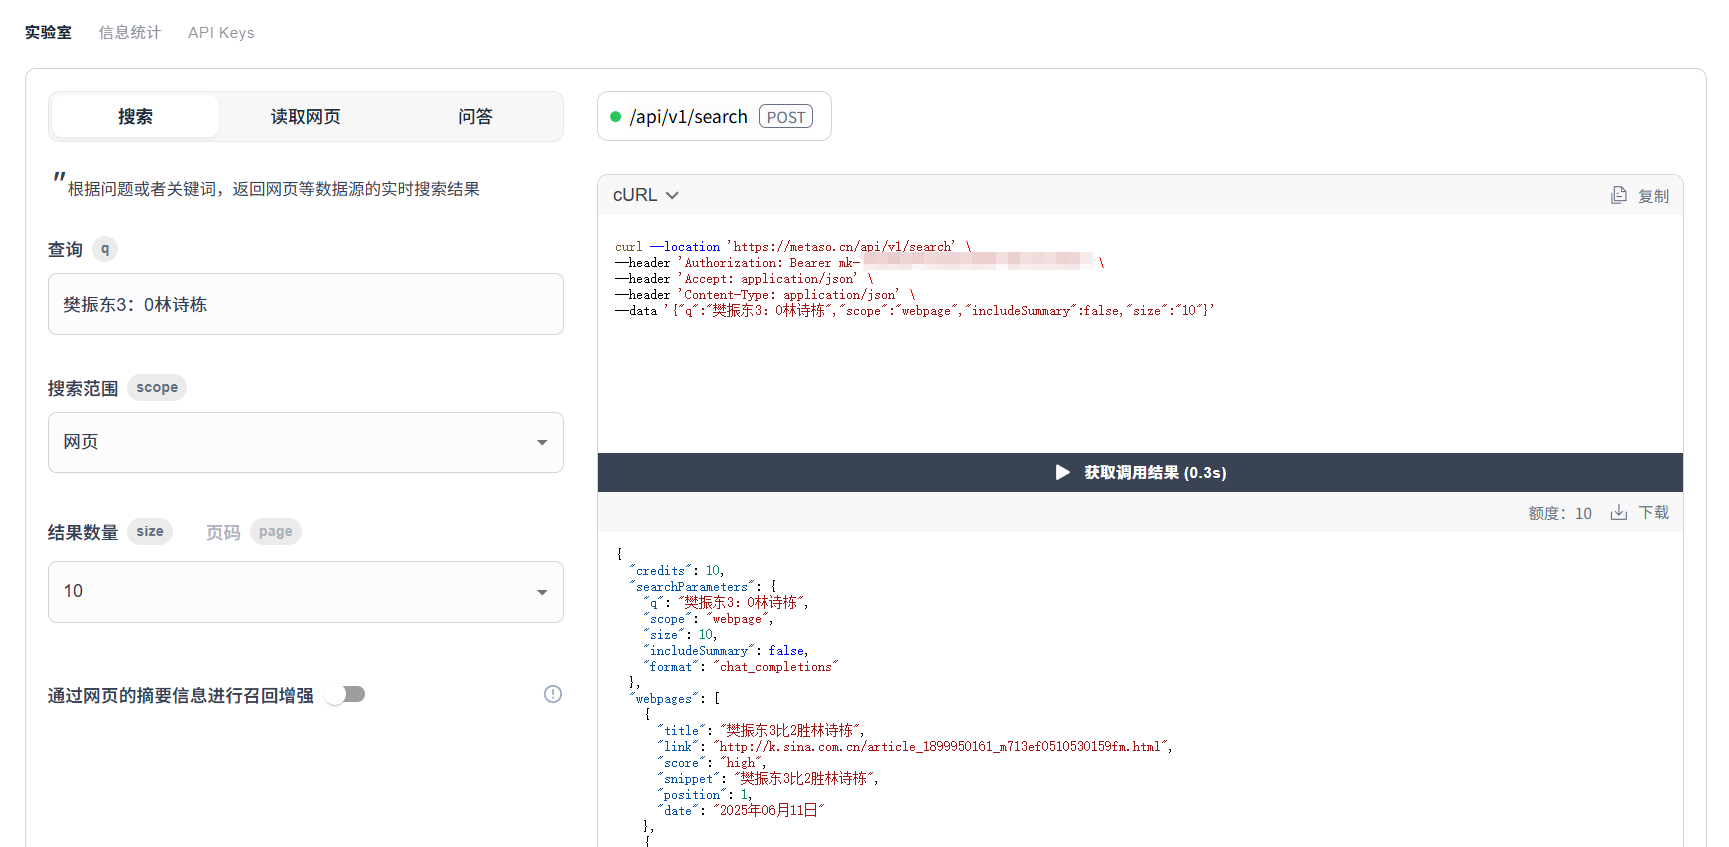 实验室 信息统计 API Keys
搜索 读取网页 问答
/api/v1/search POST
"根据问题或者关键词，返回网页等数据源的实时搜索结果
cURL 复制
查询 q
樊振东3：0林诗栋
curl --location 'https://metaso.cn/api/v1/search' \
--header 'Authorization: Bearer mk- \
--header 'Accept: application/json' \
--header 'Content-Type: application/json' \
--data '{"q":"樊振东3：0林诗栋","scope":"webpage","includeSummary":false,"size":"10"}'
搜索范围 scope
网页
获取调用结果 (0.3s)
额度：10 下载
结果数量 size 页码 page
10
通过网页的摘要信息进行召回增强
{
"credits": 10,
"searchParameters": {
"q": "樊振东3：0林诗栋",
"scope": "webpage",
"size": 10,
"includeSummary": false,
"format": "chat_completions"
},
"webpages": [
{
"title": "樊振东3比2胜林诗栋",
"link": "http://k.sina.com.cn/article_1899950161_m713ef0510530159fm.html",
"score": "high",
"snippet": "樊振东3比2胜林诗栋",
"position": 1,
"date": "2025年06月11日"
},
{